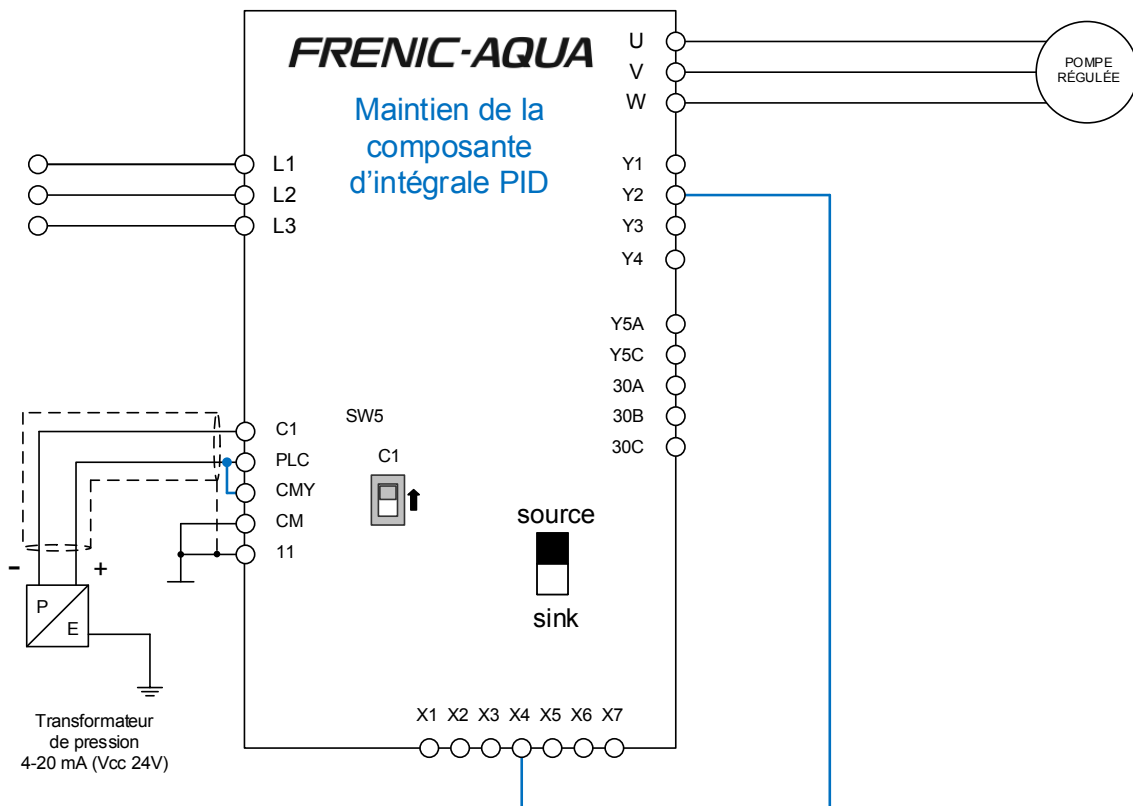 FRENIC-AQUA
Maintien de la
composante
d'intégrale PID
L1
L2
L3
U
V
W
POMPE
RÉGULÉE
Y1
Y2
Y3
Y4
Y5A
Y5C
30A
30B
30C
C1
PLC
CMY
CM
11
SW5
C1
source
sink
-
+
P
E
Transformateur
de pression
4-20 mA (Vcc 24V)
X1 X2 X3 X4 X5 X6 X7